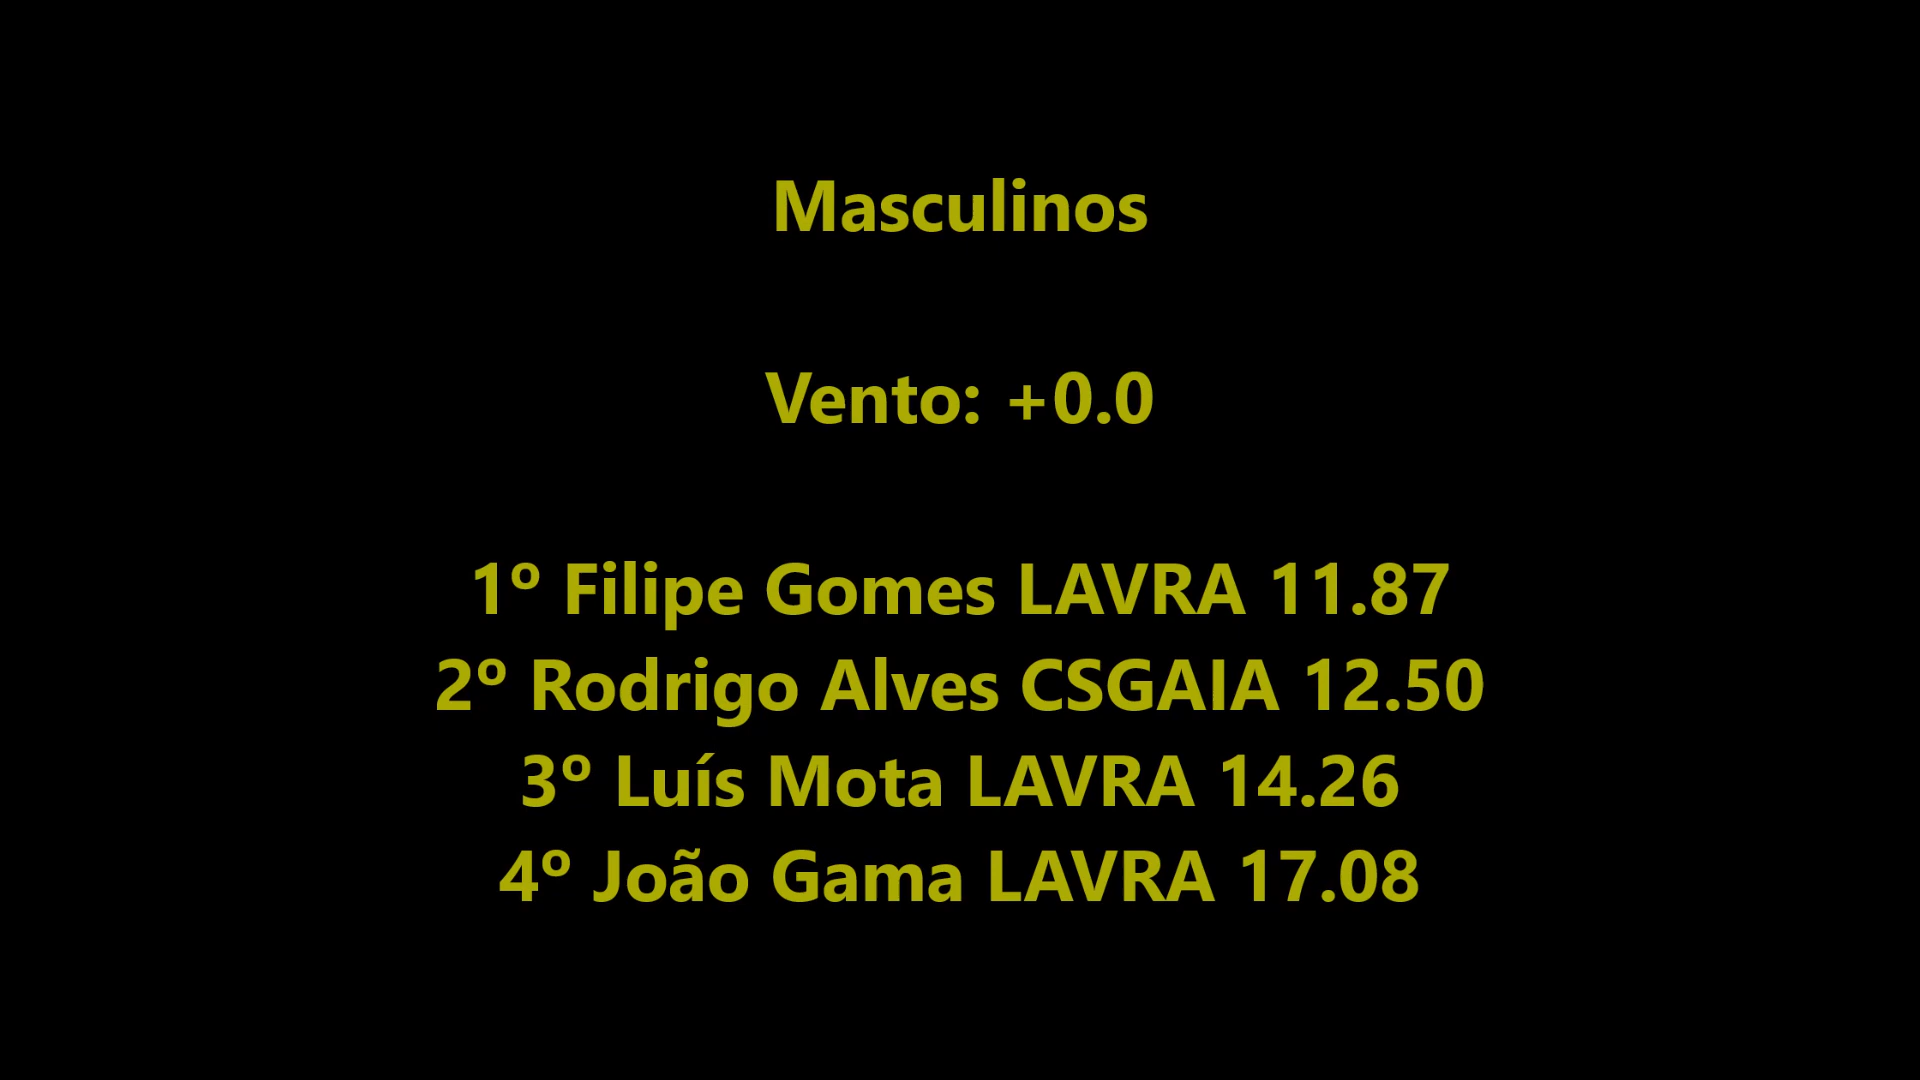 Masculinos
Vento: +0.0
1º Filipe Gomes LAVRA 11.87
2º Rodrigo Alves CSGAIA 12.50
3º Luís Mota LAVRA 14.26
4º João Gama LAVRA 17.08